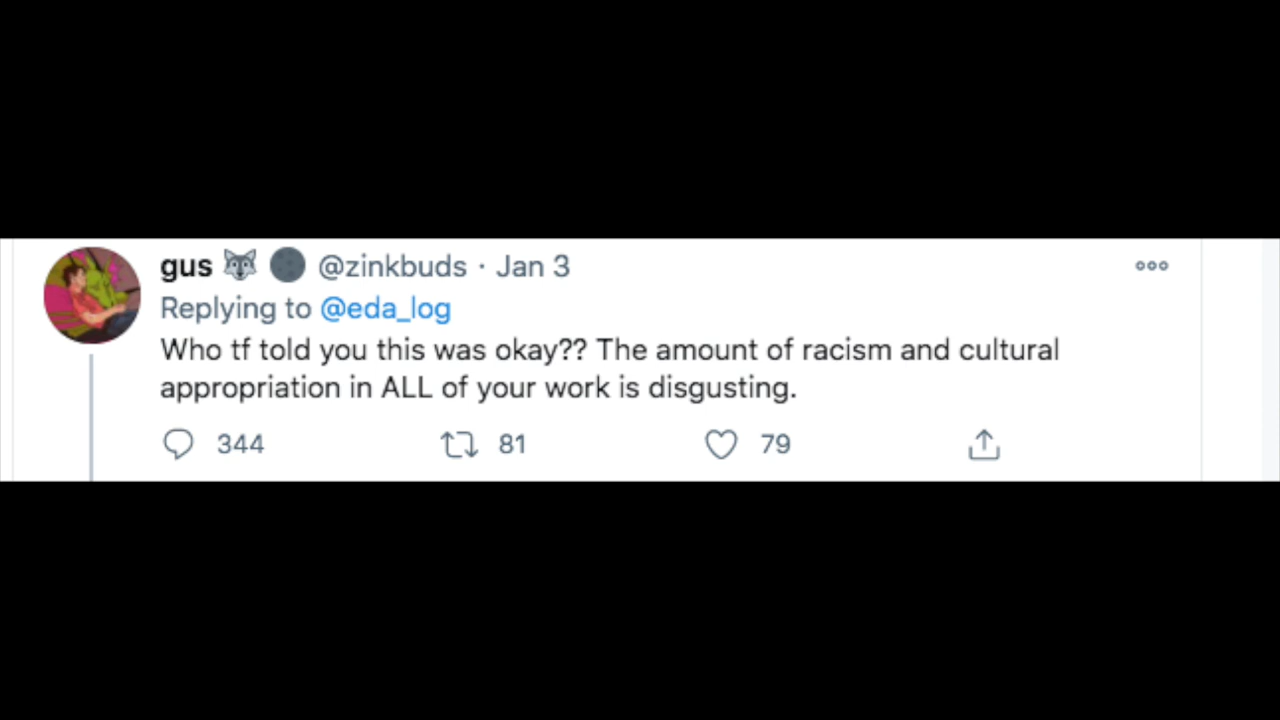 gus 🐺 🌑 @zinkbuds · Jan 3
Replying to @eda_log
Who tf told you this was okay?? The amount of racism and cultural
appropriation in ALL of your work is disgusting.
344 81 79